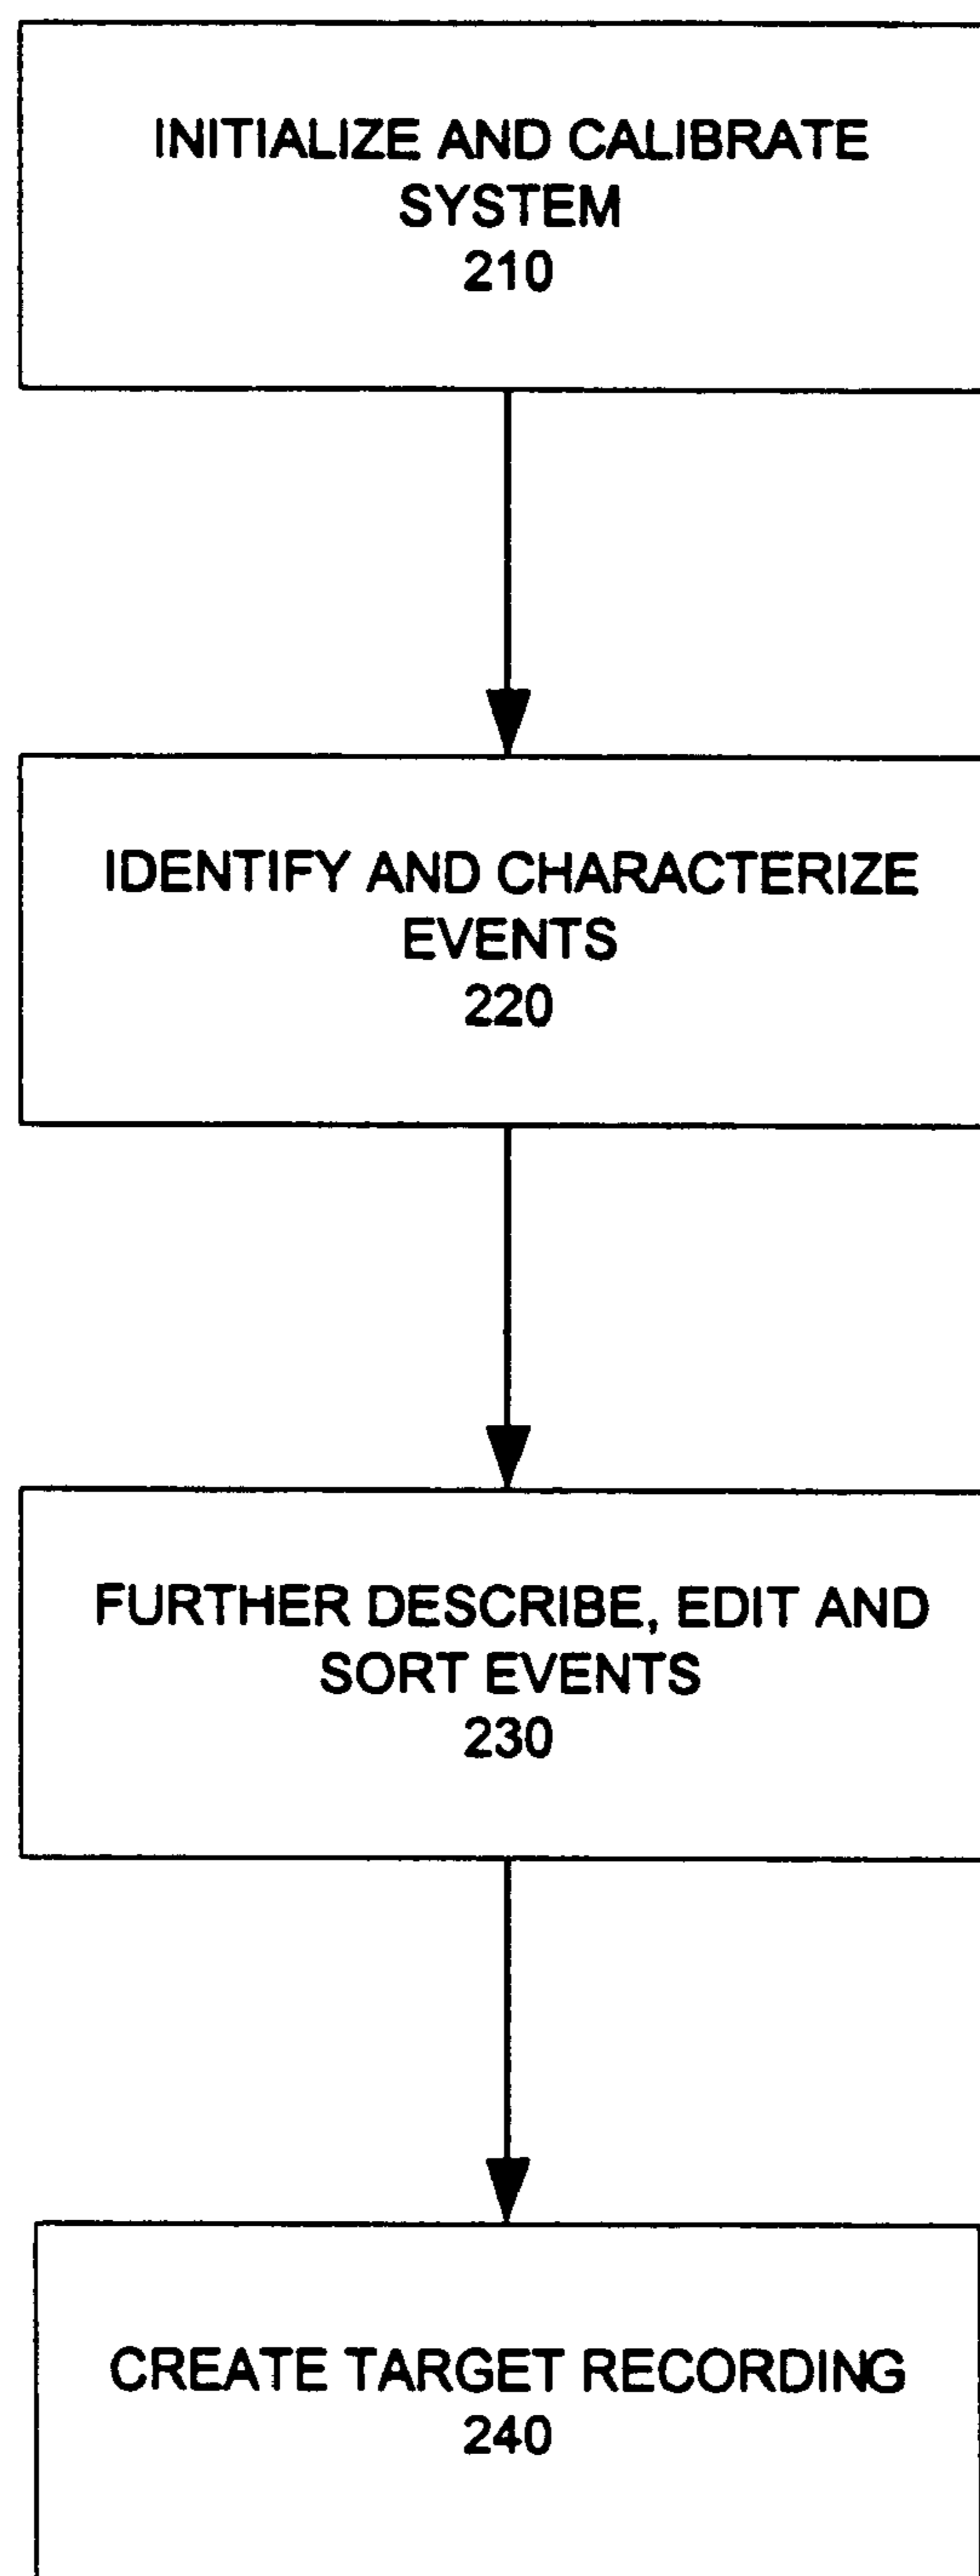 INITIALIZE AND CALIBRATE
SYSTEM
210
IDENTIFY AND CHARACTERIZE
EVENTS
220
FURTHER DESCRIBE, EDIT AND
SORT EVENTS
230
CREATE TARGET RECORDING
240